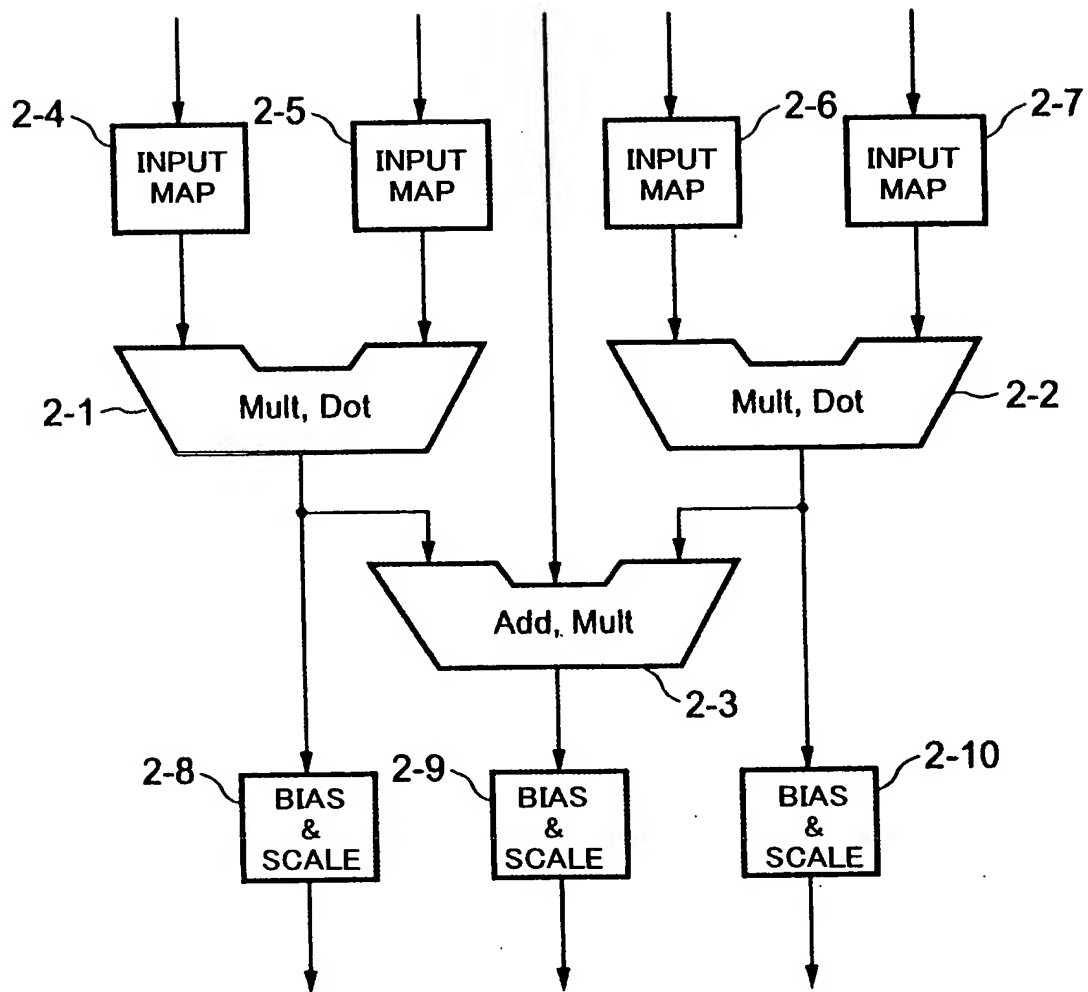 2-4
INPUT
MAP
2-5
INPUT
MAP
2-6
INPUT
MAP
2-7
INPUT
MAP
2-1
Mult, Dot
Mult, Dot
2-2
Add, Mult
2-3
2-8
BIAS
&
SCALE
2-9
BIAS
&
SCALE
2-10
BIAS
&
SCALE